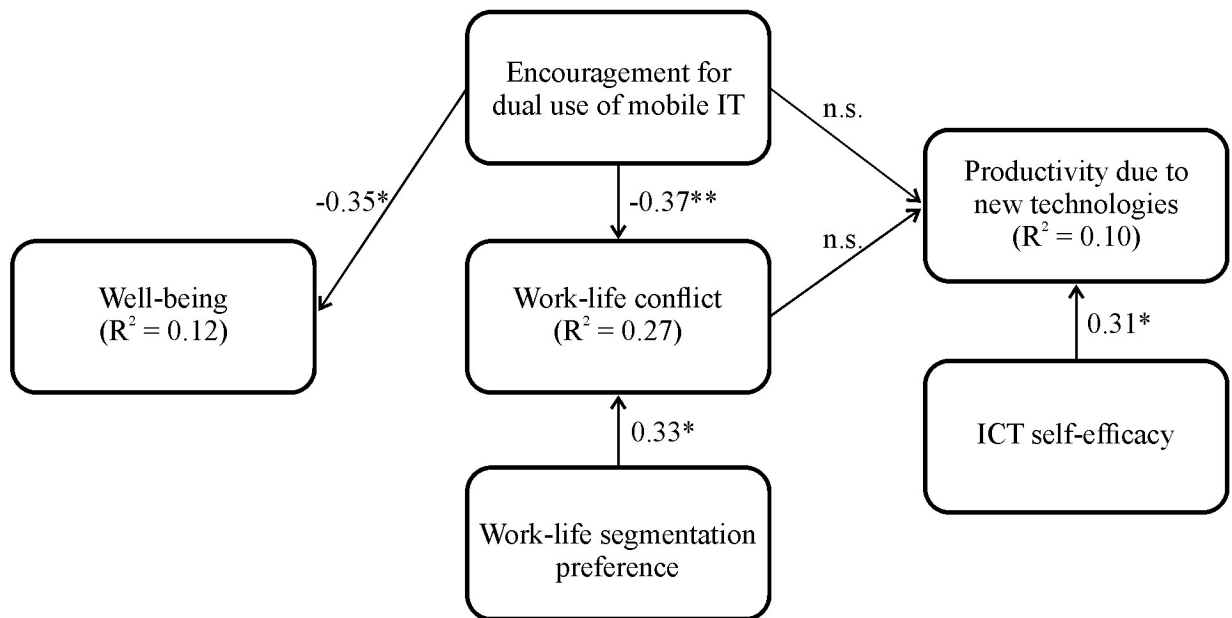 Encouragement for
dual use of mobile IT
n.s.
Productivity due to
new technologies
(R² = 0.10)
-0.35*
-0.37**
n.s.
Well-being
(R² = 0.12)
Work-life conflict
(R² = 0.27)
0.31*
0.33*
ICT self-efficacy
Work-life segmentation
preference